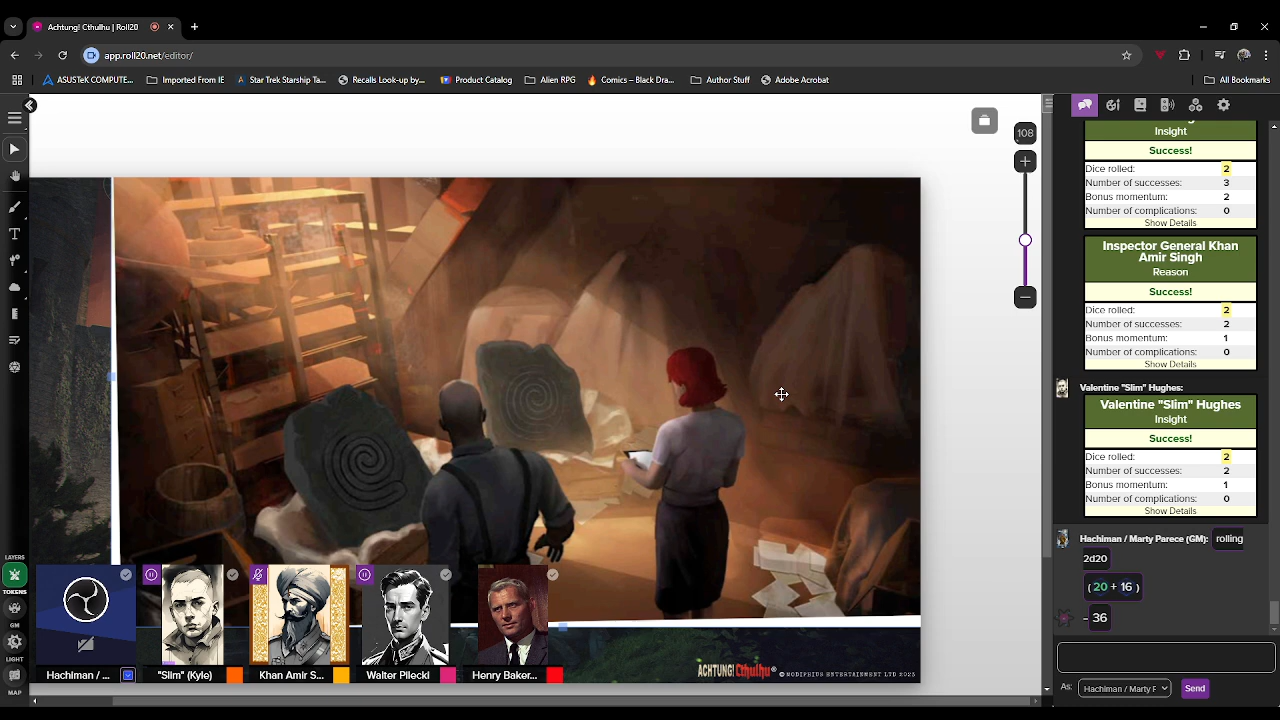 Achtung! Cthulhu | Roll20
app.roll20.net/editor/
ASUSTeK COMPUTE...
Imported From IE
Star Trek Starship Ta...
Recalls Look-up by...
Product Catalog
Alien RPG
Comics – Black Dra...
Author Stuff
Adobe Acrobat
All Bookmarks
108
Insight
Success!
Dice rolled: 2
Number of successes: 3
Bonus momentum: 2
Number of complications: 0
Show Details
Inspector General Khan
Amir Singh
Reason
Success!
Dice rolled: 2
Number of successes: 2
Bonus momentum: 1
Number of complications: 0
Show Details
Valentine "Slim" Hughes:
Valentine "Slim" Hughes
Insight
Success!
Dice rolled: 2
Number of successes: 2
Bonus momentum: 1
Number of complications: 0
Show Details
Hachiman / Marty Parece (GM): rolling
2d20
(20 + 16)
36
LAYERS
TOKENS
GM
LIGHT
MAP
Hachiman / ...
"Slim" (Kyle)
Khan Amir S...
Walter Pilecki
Henry Baker...
ACHTUNG! Cthulhu® © MODIPHIUS ENTERTAINMENT LTD 2023
As: Hachiman / Marty F
Send